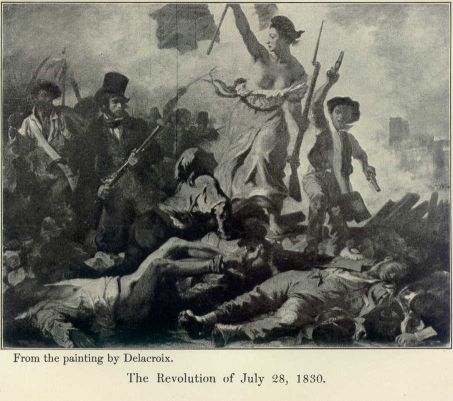 From the painting by Delacroix.
The Revolution of July 28, 1830.